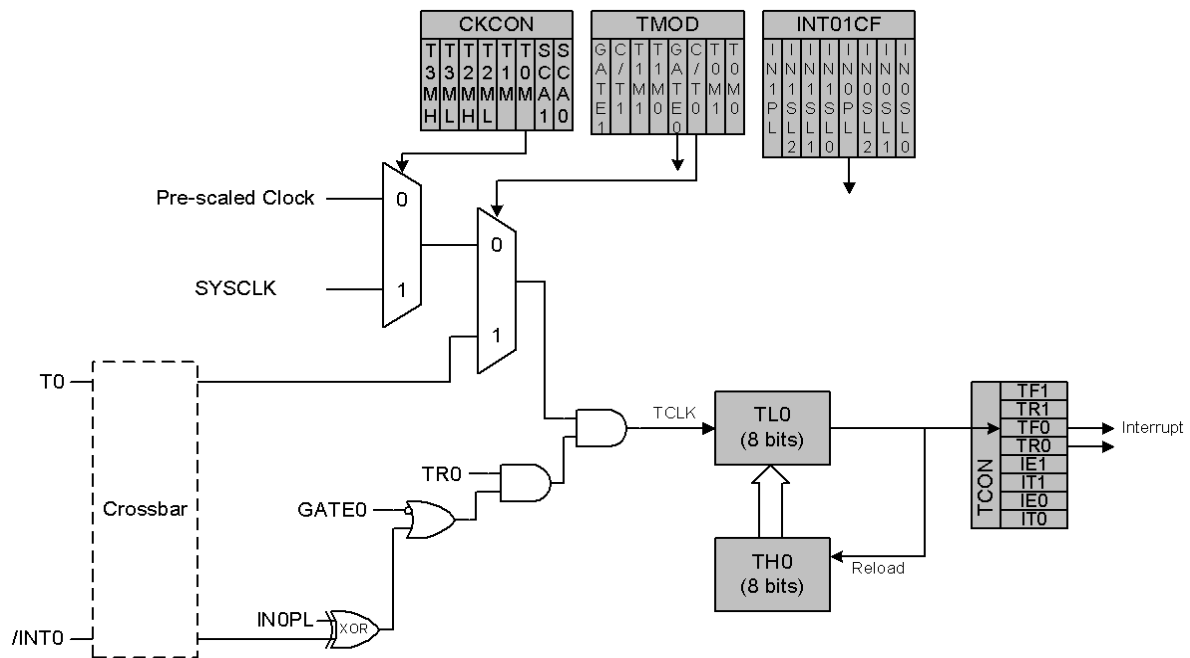 CKCON
T3MH
T3ML
T2MH
T2ML
T1M
T0M
SCA1
SCA0
TMOD
GATE1
C/T1
T1M1
T1M0
GATE0
C/T0
T0M1
T0M0
INT01CF
IN1PL
IN1SL2
IN1SL1
IN1SL0
IN0PL
IN0SL2
IN0SL1
IN0SL0
Pre-scaled Clock
0
SYSCLK
1
0
1
T0
Crossbar
/INT0
TR0
GATE0
IN0PL
XOR
TCLK
TL0
(8 bits)
TH0
(8 bits)
Reload
TCON
TF1
TR1
TF0
TR0
IE1
IT1
IE0
IT0
Interrupt